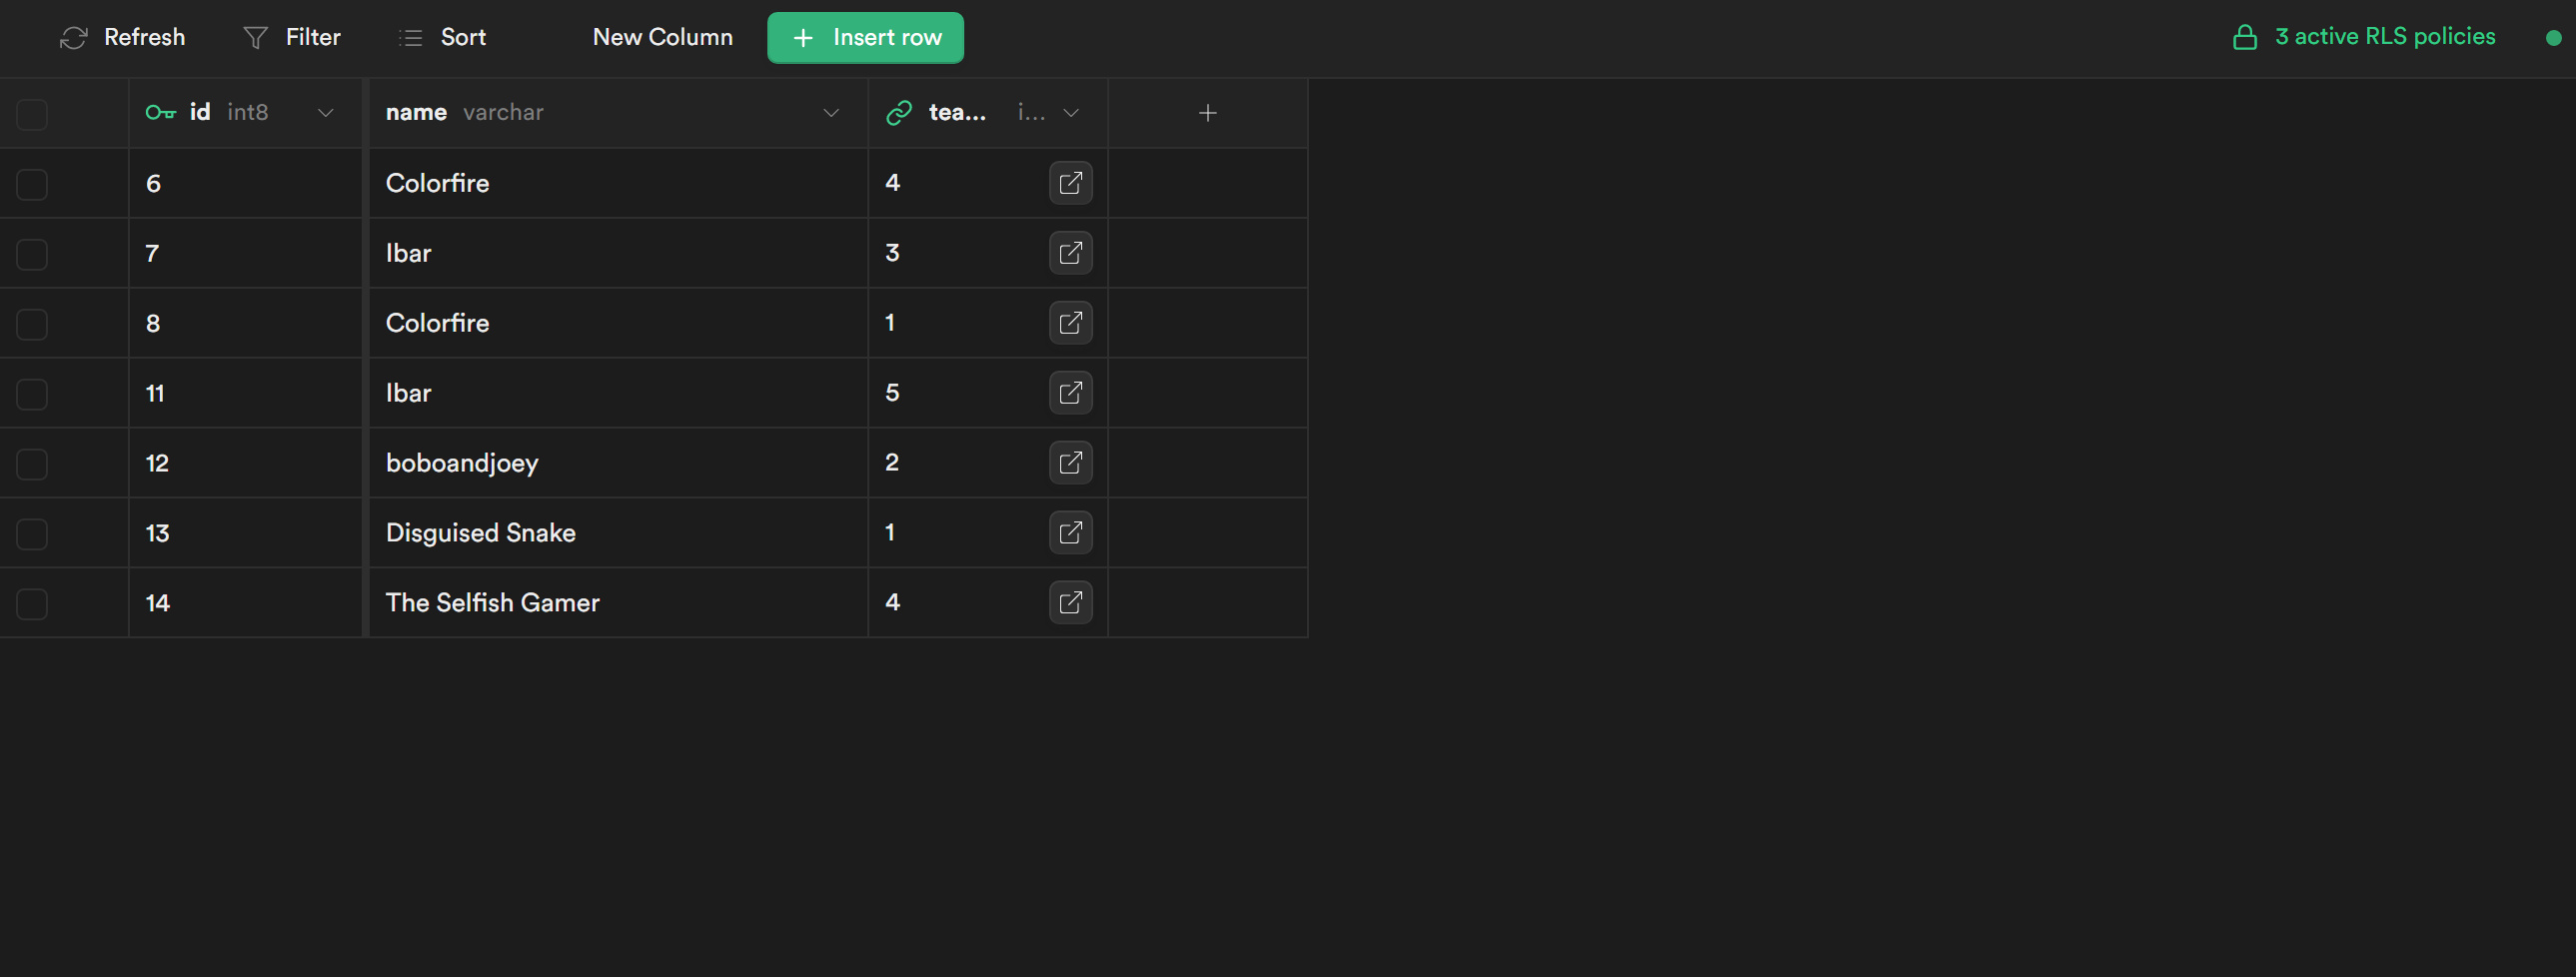 Refresh Filter Sort New Column + Insert row 3 active RLS policies
id int8 name varchar tea... i... +
6 Colorfire 4
7 Ibar 3
8 Colorfire 1
11 Ibar 5
12 boboandjoey 2
13 Disguised Snake 1
14 The Selfish Gamer 4